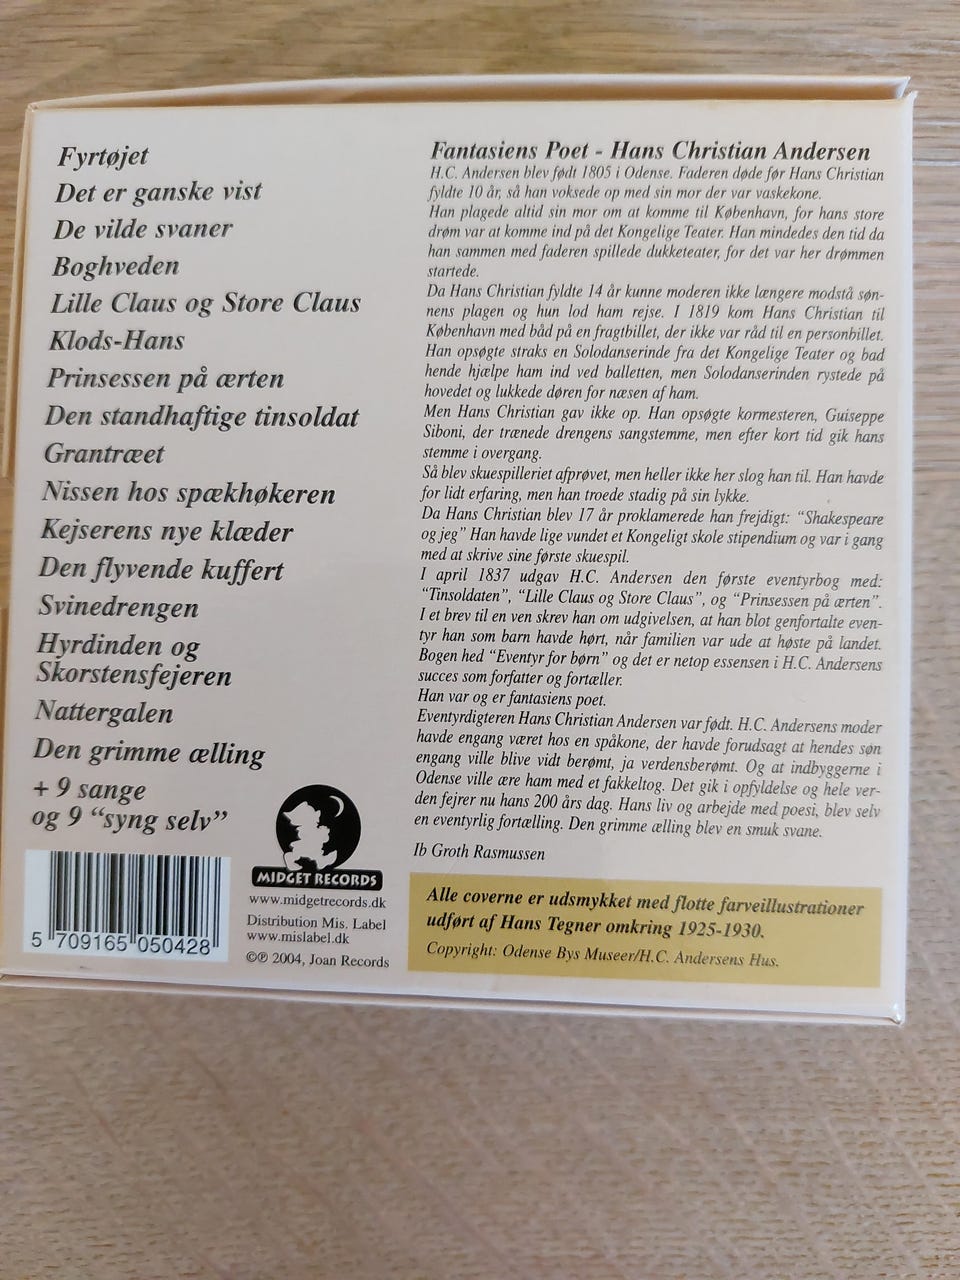 Fyrtøjet
Det er ganske vist
De vilde svaner
Boghveden
Lille Claus og Store Claus
Klods-Hans
Prinsessen på ærten
Den standhaftige tinsoldat
Grantræet
Nissen hos spækhøkeren
Kejserens nye klæder
Den flyvende kuffert
Svinedrengen
Hyrdinden og
Skorstensfejeren
Nattergalen
Den grimme ælling
+ 9 sange
og 9 “syng selv”
5 709165 050428
MIDGET RECORDS
www.midgetrecords.dk
Distribution Mis. Label
www.mislabel.dk
©℗ 2004, Joan Records
Fantasiens Poet - Hans Christian Andersen
H.C. Andersen blev født 1805 i Odense. Faderen døde før Hans Christian
fyldte 10 år, så han voksede op med sin mor der var vaskekone.
Han plagede altid sin mor om at komme til København, for hans store
drøm var at komme ind på det Kongelige Teater. Han mindedes den tid da
han sammen med faderen spillede dukketeater, for det var her drømmen
startede.
Da Hans Christian fyldte 14 år kunne moderen ikke længere modstå søn-
nens plagen og hun lod ham rejse. I 1819 kom Hans Christian til
København med båd på en fragtbillet, der ikke var råd til en personbillet.
Han opsøgte straks en Solodanserinde fra det Kongelige Teater og bad
hende hjælpe ham ind ved balletten, men Solodanserinden rystede på
hovedet og lukkede døren for næsen af ham.
Men Hans Christian gav ikke op. Han opsøgte kormesteren, Guiseppe
Siboni, der trænede drengens sangstemme, men efter kort tid gik hans
stemme i overgang.
Så blev skuespilleriet afprøvet, men heller ikke her slog han til. Han havde
for lidt erfaring, men han troede stadig på sin lykke.
Da Hans Christian blev 17 år proklamerede han frejdigt: “Shakespeare
og jeg” Han havde lige vundet et Kongeligt skole stipendium og var i gang
med at skrive sine første skuespil.
I april 1837 udgav H.C. Andersen den første eventyrbog med:
“Tinsoldaten”, “Lille Claus og Store Claus”, og “Prinsessen på ærten”.
I et brev til en ven skrev han om udgivelsen, at han blot genfortalte even-
tyr han som barn havde hørt, når familien var ude at høste på landet.
Bogen hed “Eventyr for børn” og det er netop essensen i H.C. Andersens
succes som forfatter og fortæller.
Han var og er fantasiens poet.
Eventyrdigteren Hans Christian Andersen var født. H.C. Andersens moder
havde engang været hos en spåkone, der havde forudsagt at hendes søn
engang ville blive vidt berømt, ja verdensberømt. Og at indbyggerne i
Odense ville ære ham med et fakkeltog. Det gik i opfyldelse og hele ver-
den fejrer nu hans 200 års dag. Hans liv og arbejde med poesi, blev selv
en eventyrlig fortælling. Den grimme ælling blev en smuk svane.
Ib Groth Rasmussen
Alle coverne er udsmykket med flotte farveillustrationer
udført af Hans Tegner omkring 1925-1930.
Copyright: Odense Bys Museer/H.C. Andersens Hus.